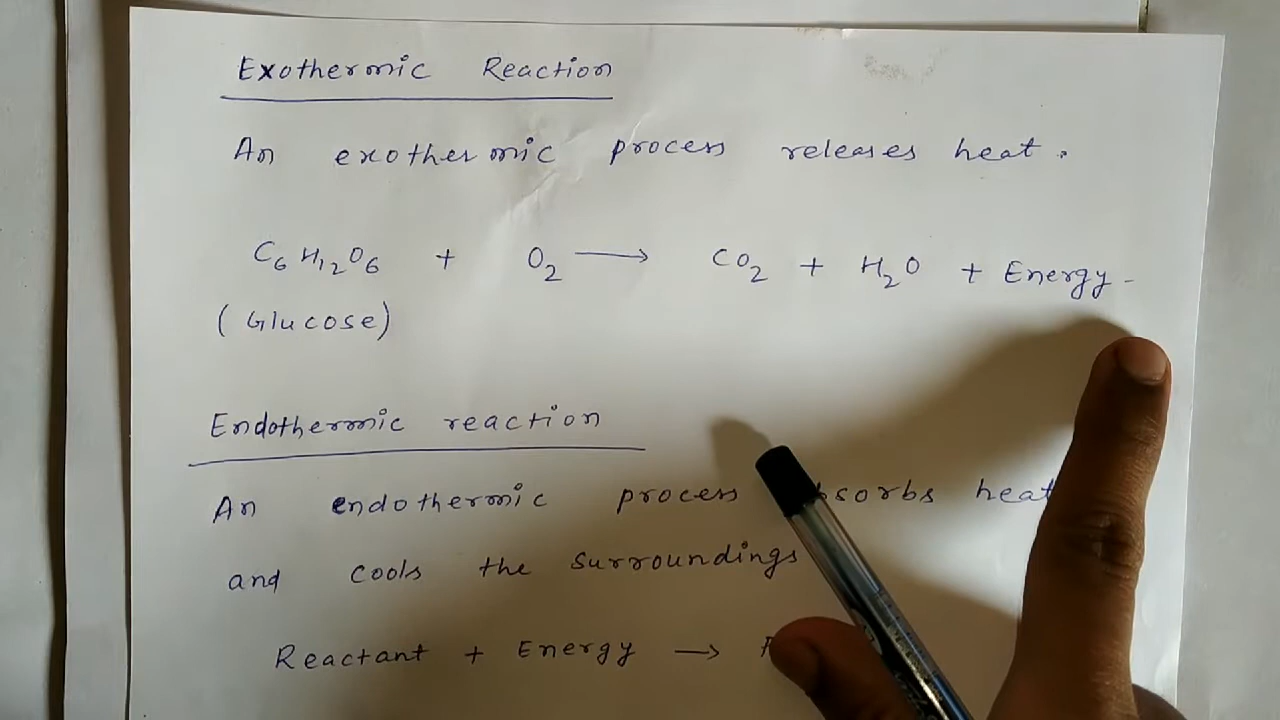 Exothermic Reaction
An exothermic process releases heat.
C₆H₁₂O₆ + O₂ → CO₂ + H₂O + Energy
(Glucose)
Endothermic reaction
An endothermic process absorbs heat
and cools the surroundings
Reactant + Energy →